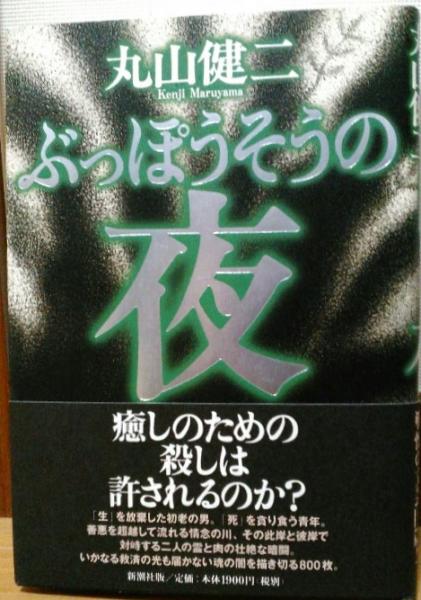 丸山健二
Kenji Maruyama
ぶっぽうそうの
夜
癒しのための
殺しは
許されるのか?
「生」を放棄した初老の男。「死」を貪り食う青年。
善悪を超越して流れる情念の川、その此岸と彼岸で
対峙する二人の霊と肉の壮絶な暗闘。
いかなる救済の光も届かない魂の闇を描き切る800枚。
新潮社版/定価:本体1900円(税別)